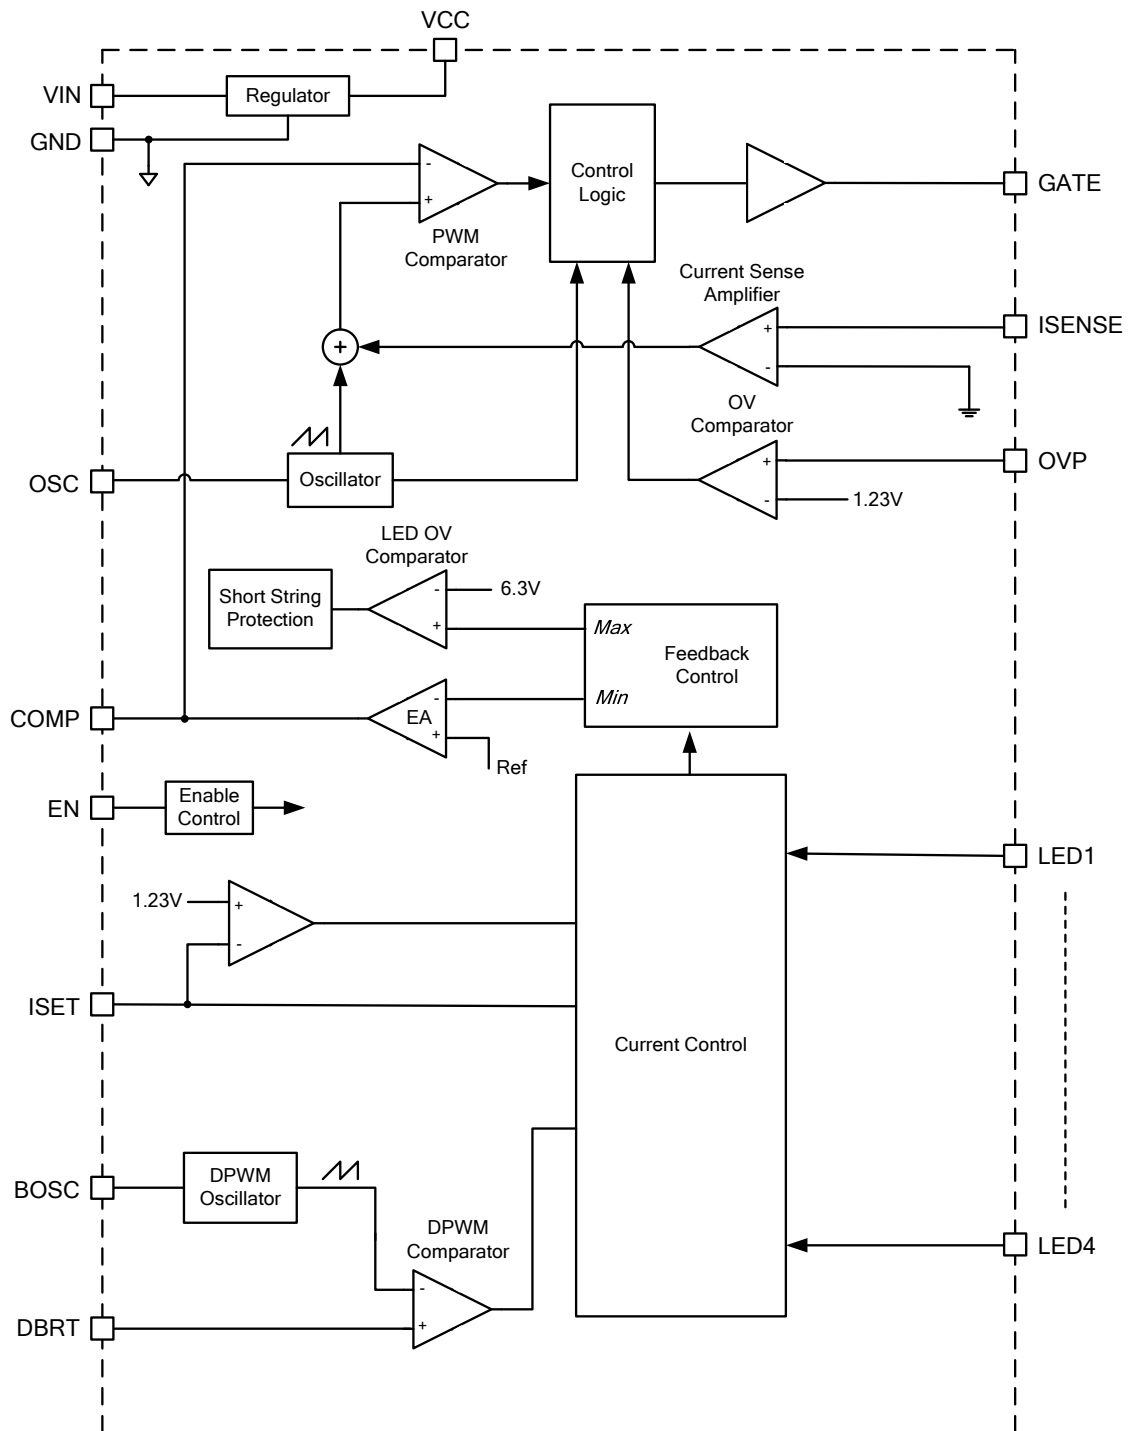 VCC
VIN
Regulator
GND
-
+
PWM
Comparator
Control
Logic
GATE
Current Sense
Amplifier
+
-
ISENSE
+
OV
Comparator
+
-
OVP
1.23V
OSC
Oscillator
LED OV
Comparator
Short String
Protection
-
+
6.3V
Max
Min
Feedback
Control
COMP
EA
-
+
Ref
EN
Enable
Control
LED1
1.23V
+
-
ISET
Current Control
BOSC
DPWM
Oscillator
DPWM
Comparator
-
+
LED4
DBRT